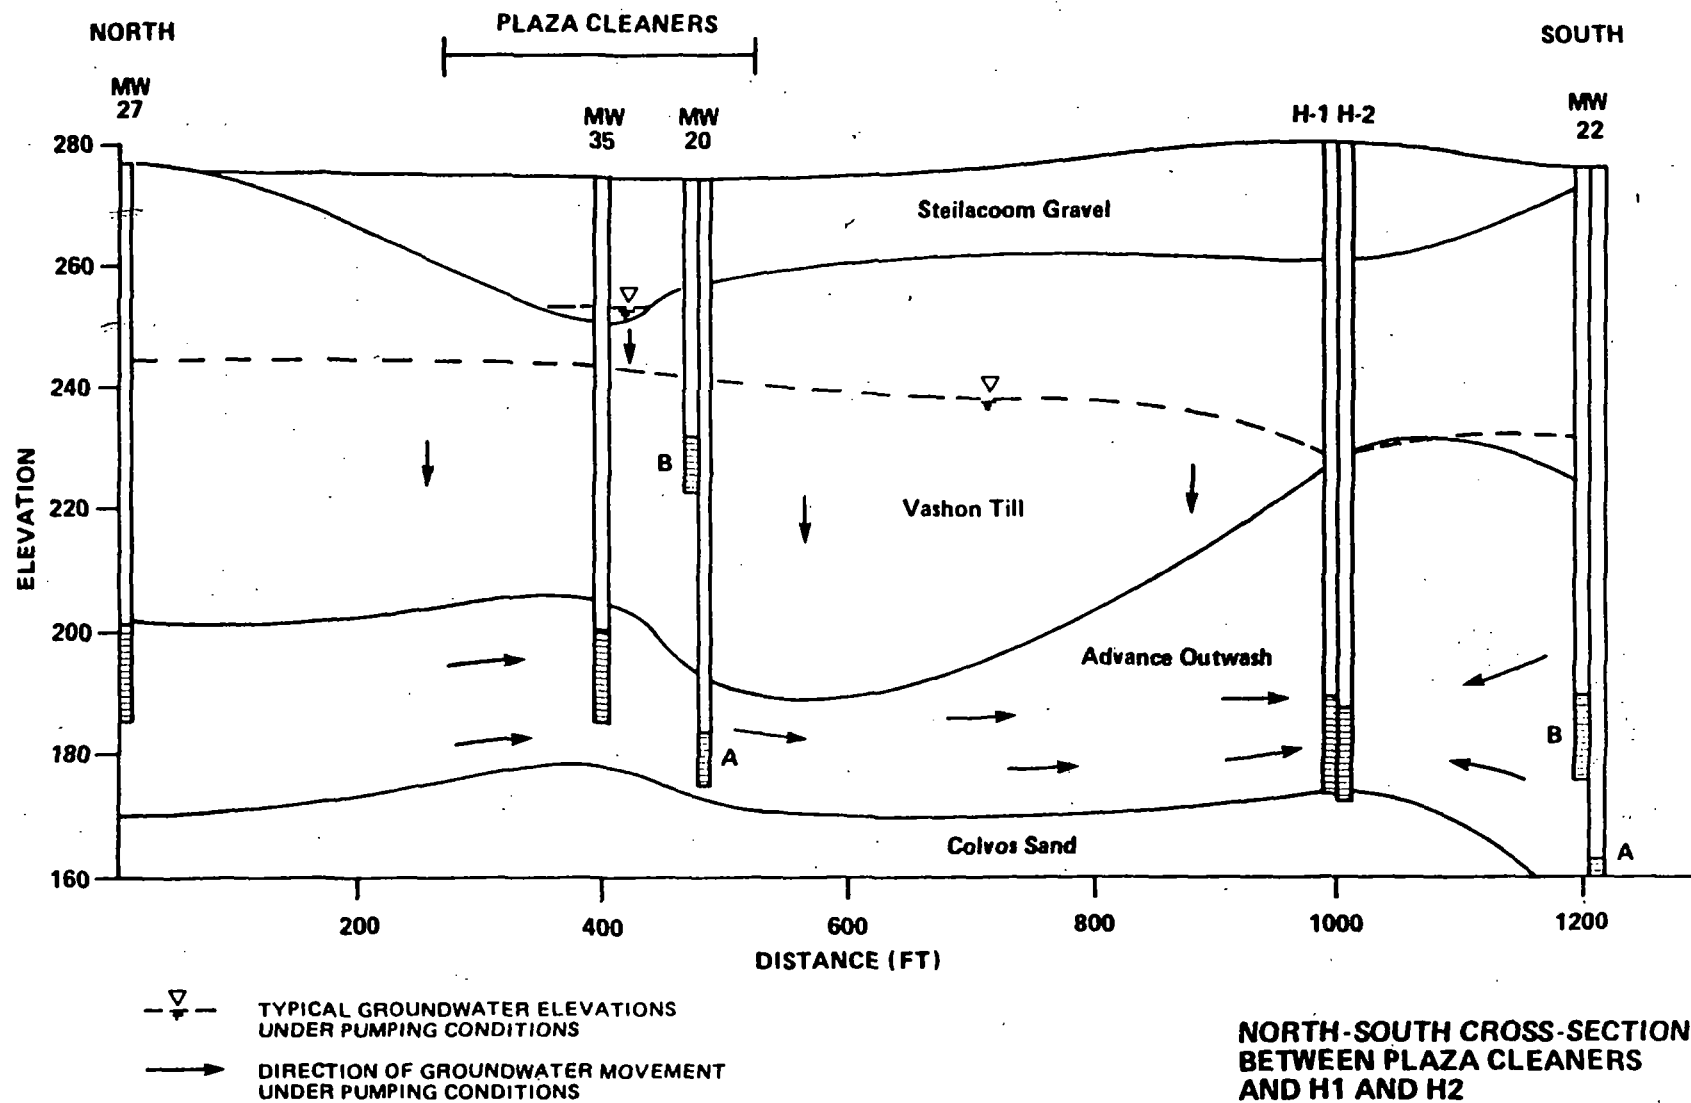 PLAZA CLEANERS
NORTH
SOUTH
MW
27
MW
35
MW
20
H-1 H-2
MW
22
280
260
240
220
200
180
160
ELEVATION
Steilacoom Gravel
B
Vashon Till
Advance Outwash
A
B
Colvos Sand
A
200
400
600
800
1000
1200
DISTANCE (FT)
TYPICAL GROUNDWATER ELEVATIONS
UNDER PUMPING CONDITIONS
DIRECTION OF GROUNDWATER MOVEMENT
UNDER PUMPING CONDITIONS
NORTH-SOUTH CROSS-SECTION
BETWEEN PLAZA CLEANERS
AND H1 AND H2